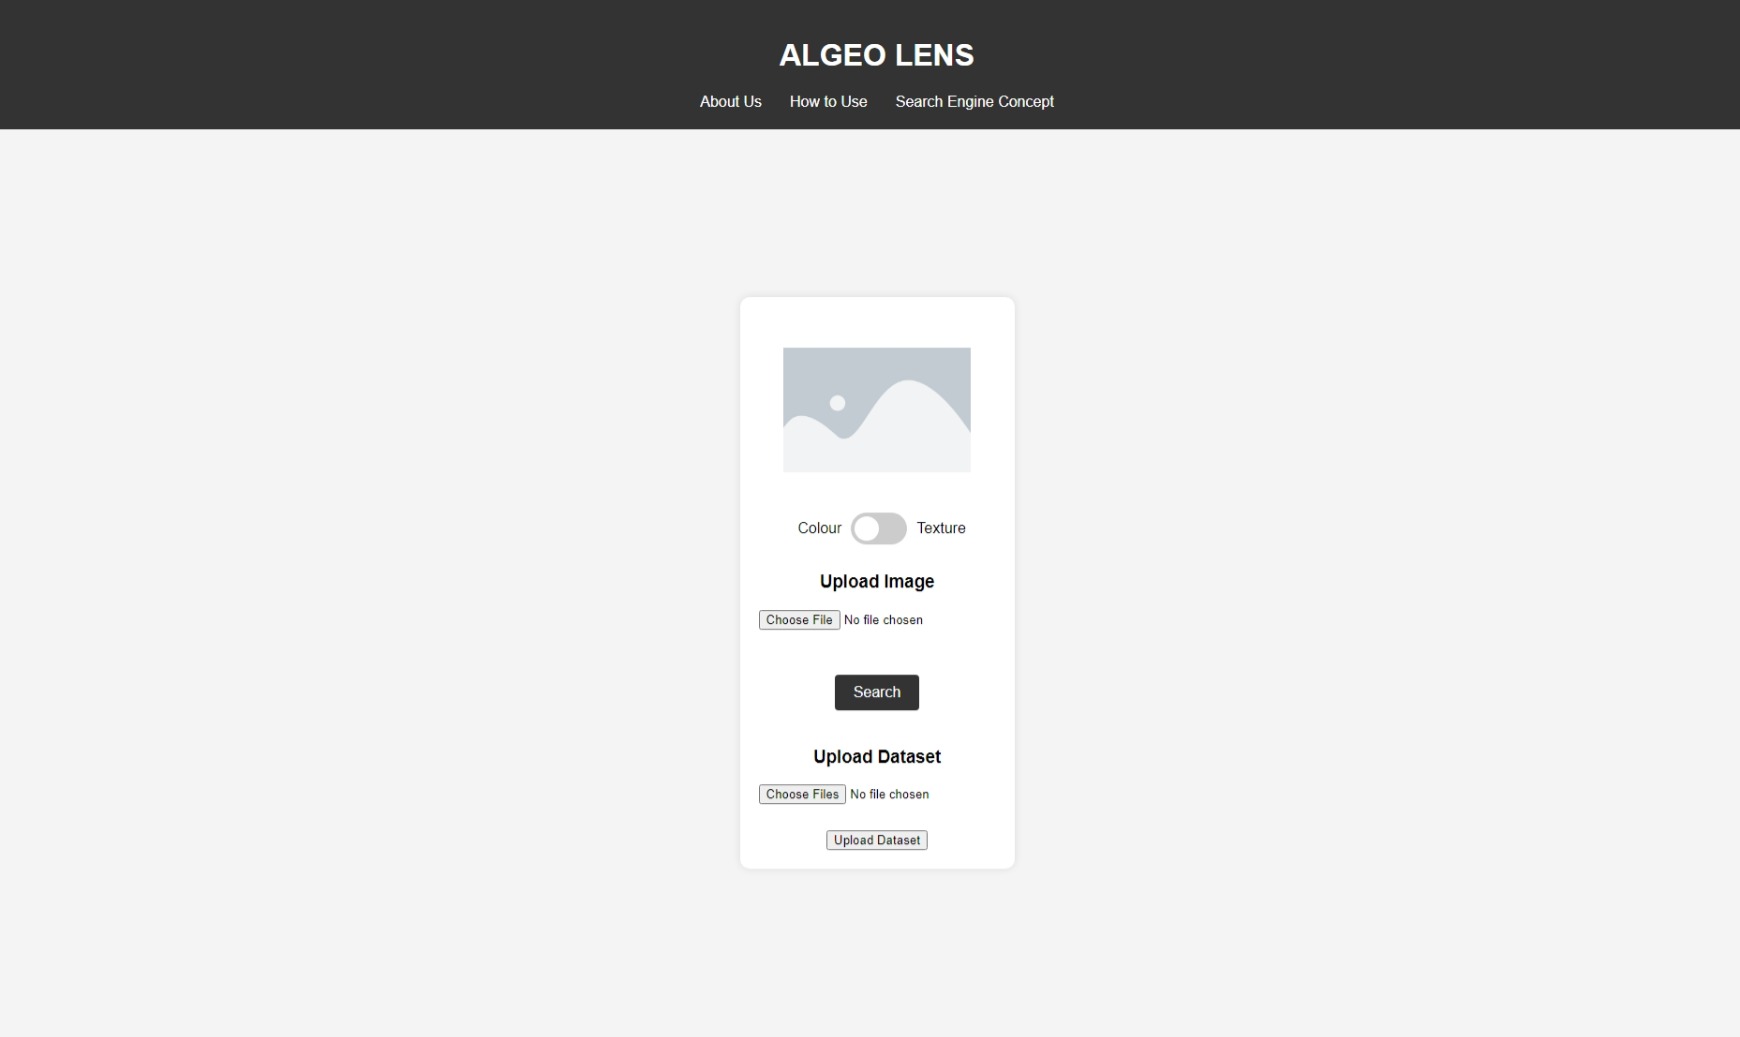 ALGEO LENS
About Us How to Use Search Engine Concept
Colour Texture
Upload Image
Choose File No file chosen
Search
Upload Dataset
Choose Files No file chosen
Upload Dataset